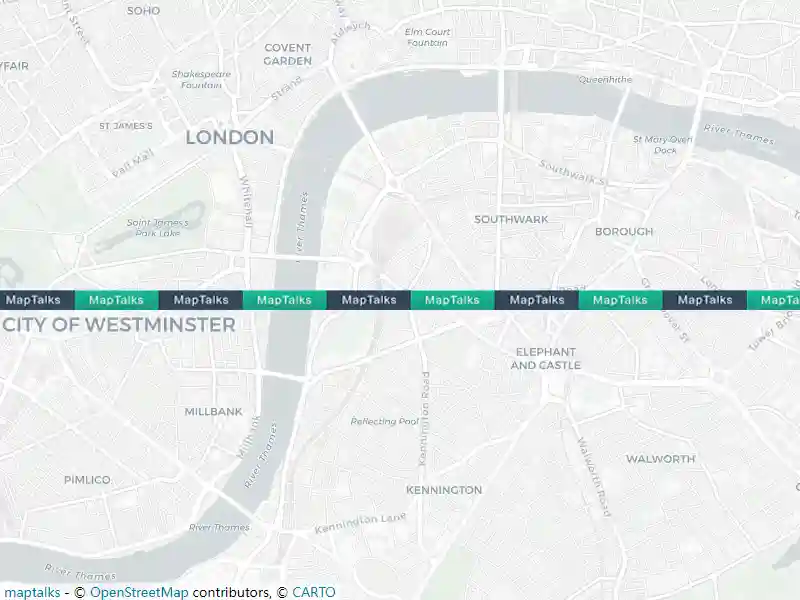 SOHO
Elm Court
Fountain
Aldwych
COVENT
GARDEN
Shakespeare
Fountain
Strand
Queenhithe
ST JAMES'S
LONDON
River Thames
St Mary Overi
Dock
Pall Mall
Southwark St
Whitehall
Saint James's
Park Lake
River Thames
SOUTHWARK
BOROUGH
MapTalks MapTalks MapTalks MapTalks MapTalks MapTalks MapTalks MapTalks MapTalks MapTa
CITY OF WESTMINSTER
ELEPHANT
AND CASTLE
MILLBANK
Millbank
River Thames
Reflecting Pool
Kennington Road
Walworth Road
WALWORTH
PIMLICO
KENNINGTON
Kennington Lane
River Thames
River Thames
maptalks - © OpenStreetMap contributors, © CARTO